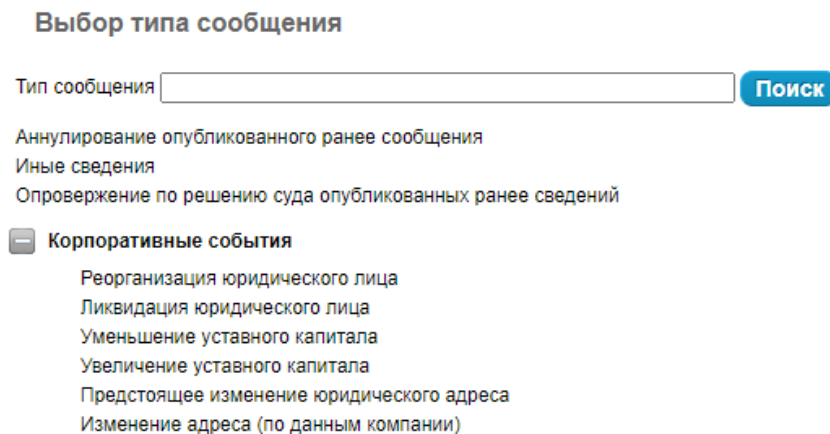 Выбор типа сообщения
Тип сообщения Поиск
Аннулирование опубликованного ранее сообщения
Иные сведения
Опровержение по решению суда опубликованных ранее сведений
Корпоративные события
Реорганизация юридического лица
Ликвидация юридического лица
Уменьшение уставного капитала
Увеличение уставного капитала
Предстоящее изменение юридического адреса
Изменение адреса (по данным компании)